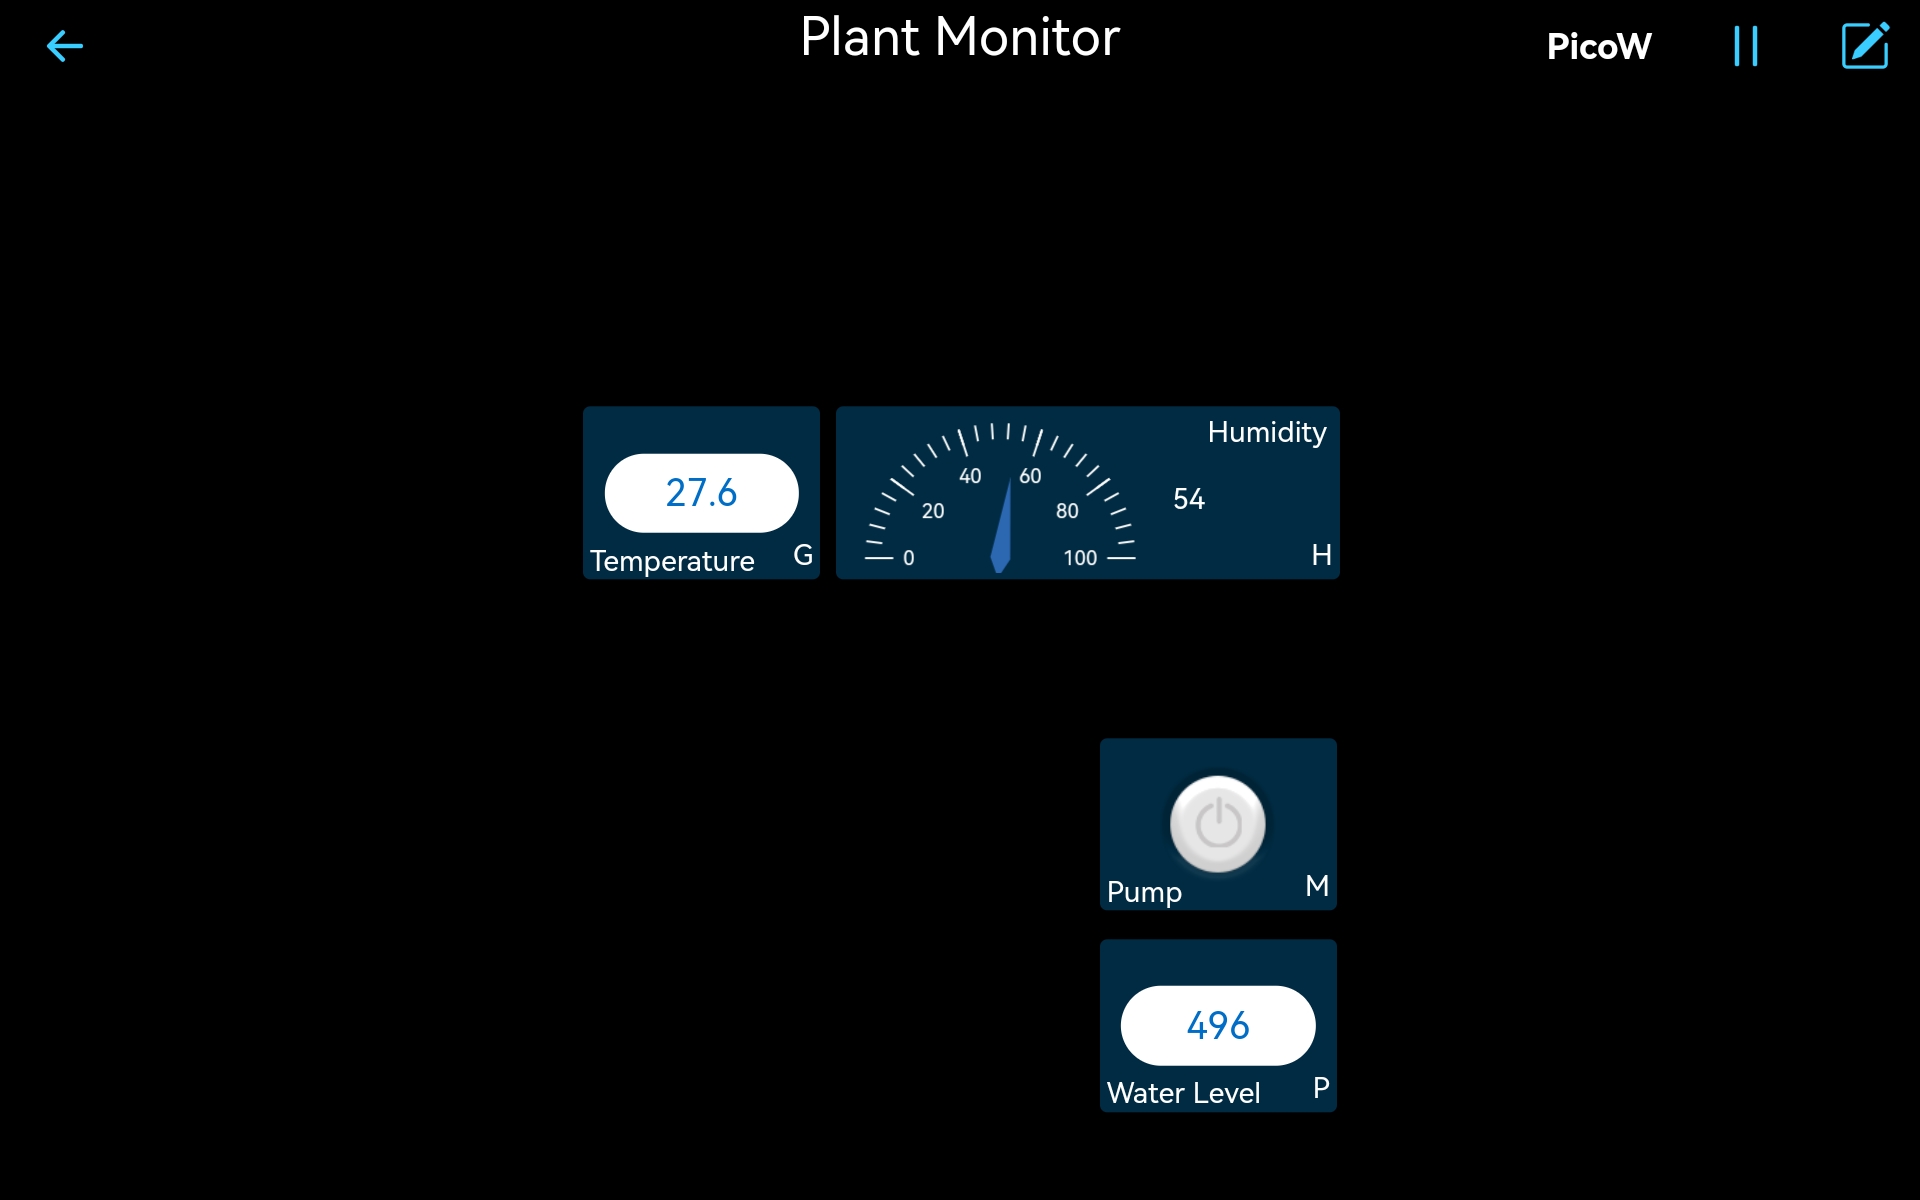 Plant Monitor
PicoW
27.6
Temperature G
Humidity
0 20 40 60 80 100
54
H
Pump M
496
Water Level P